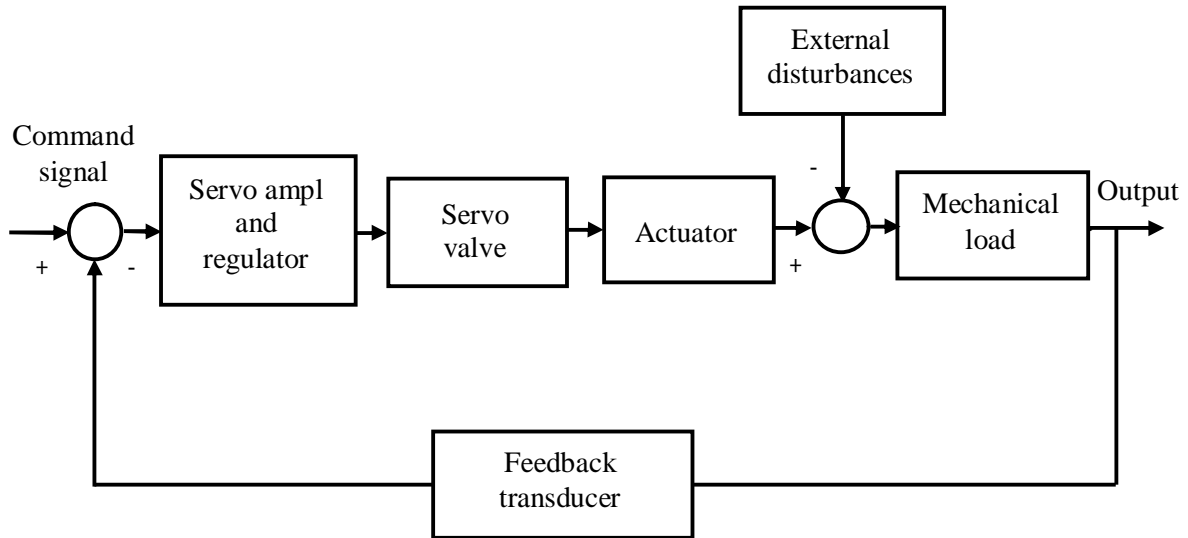 External
disturbances
Command
signal
+
-
Servo ampl
and
regulator
Servo
valve
Actuator
-
+
Mechanical
load
Output
Feedback
transducer